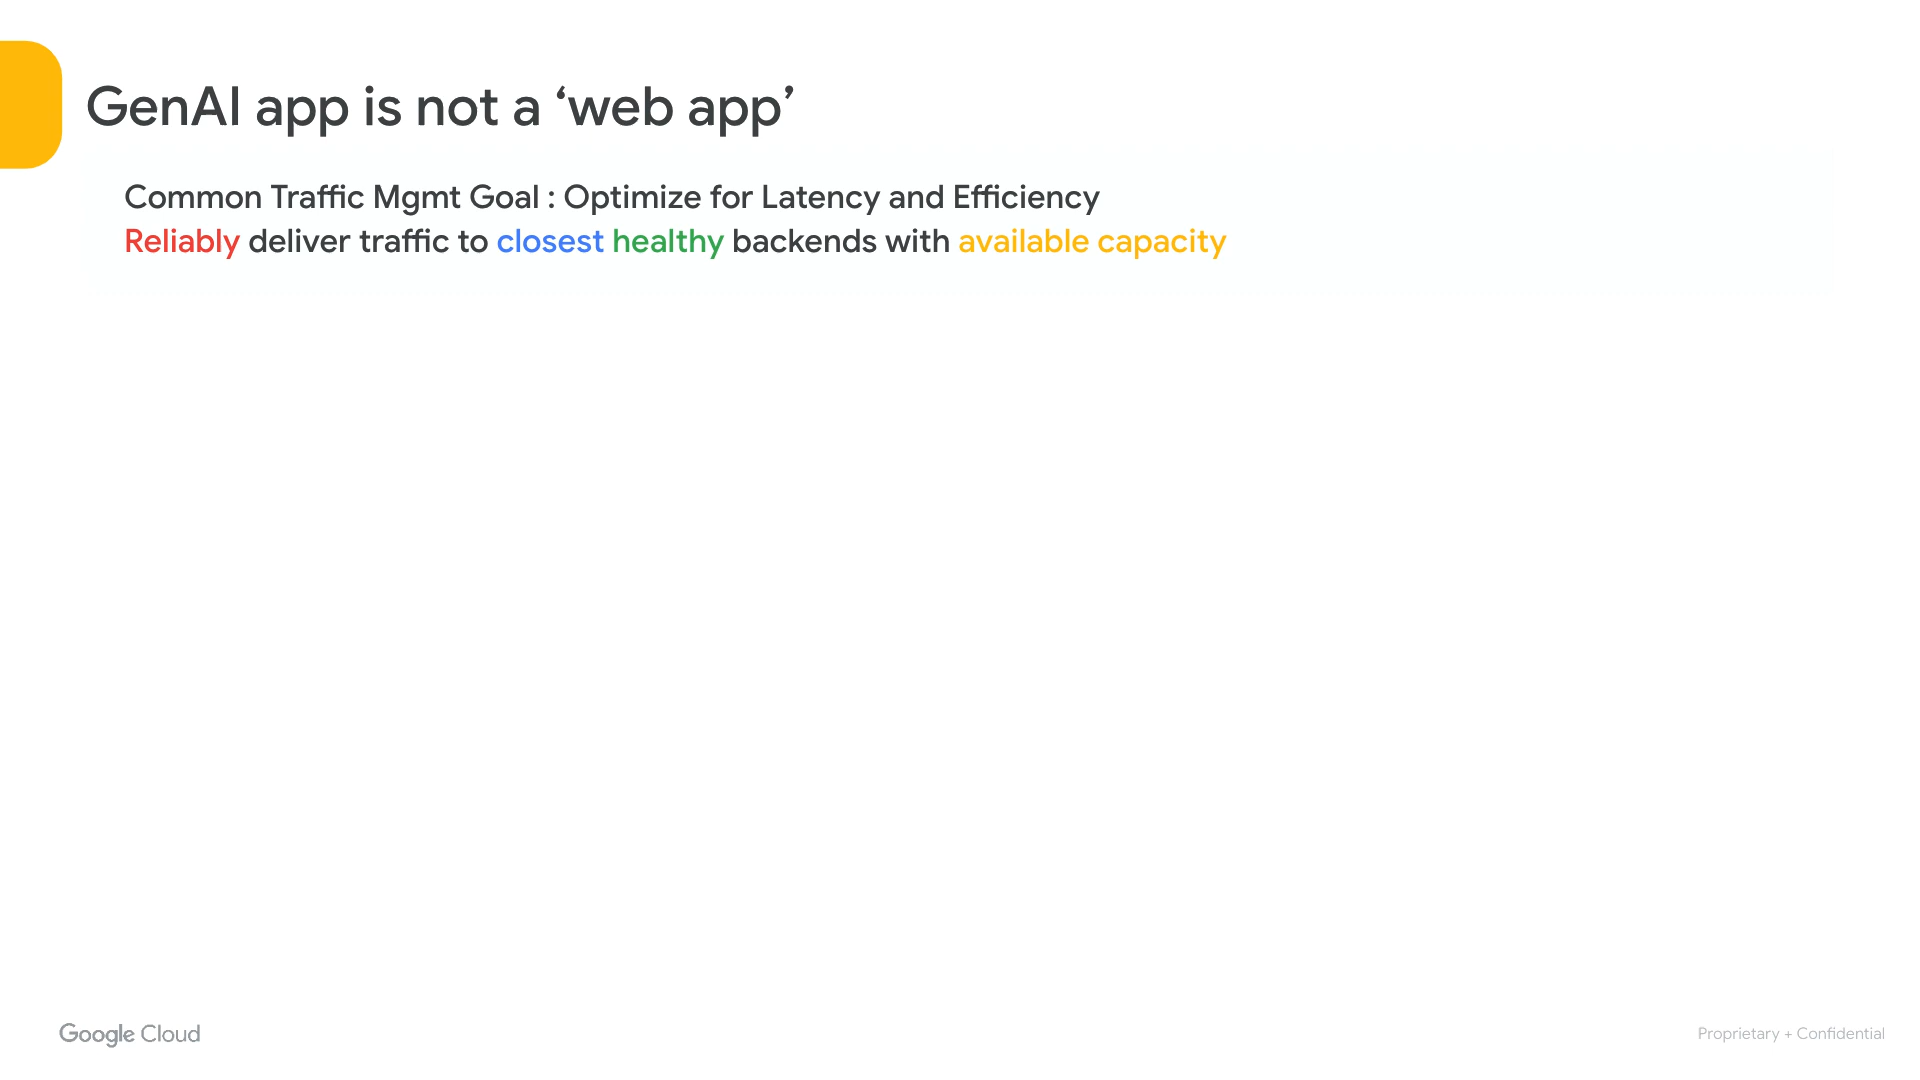 GenAI app is not a ‘web app’
Common Traffic Mgmt Goal : Optimize for Latency and Efficiency
Reliably deliver traffic to closest healthy backends with available capacity
Google Cloud
Proprietary + Confidential